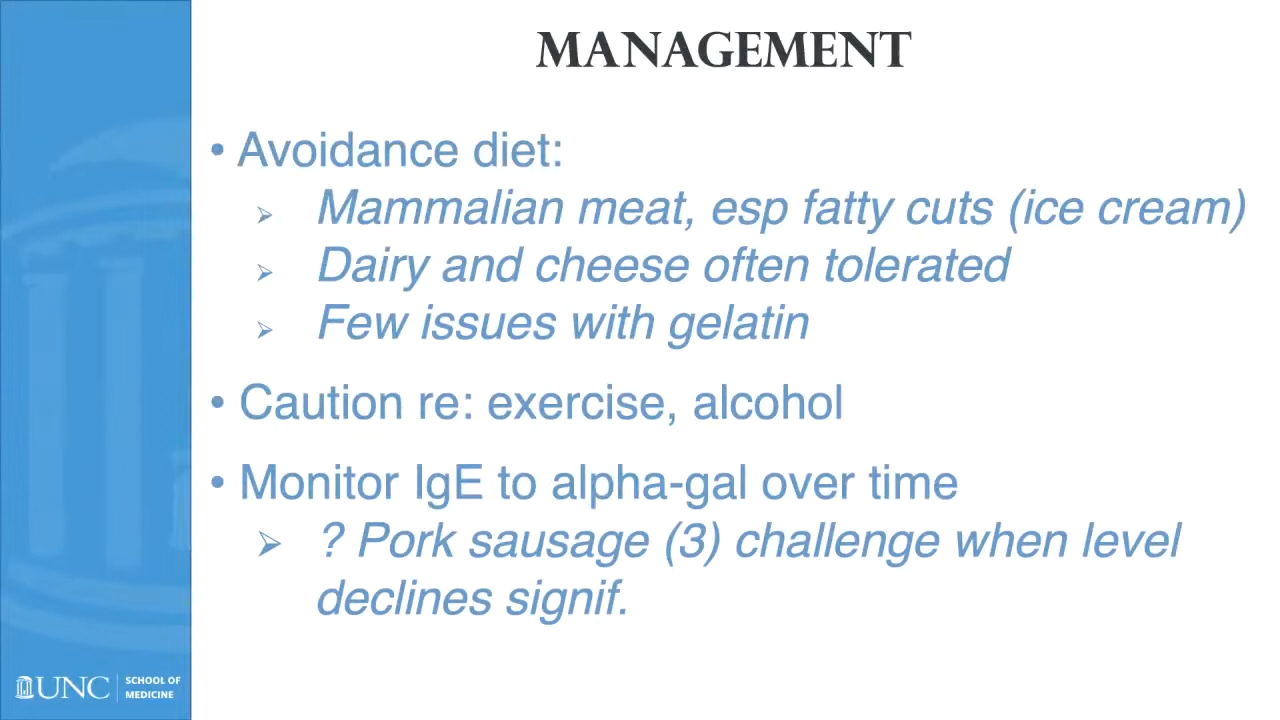 MANAGEMENT
• Avoidance diet:
➢ Mammalian meat, esp fatty cuts (ice cream)
➢ Dairy and cheese often tolerated
➢ Few issues with gelatin
• Caution re: exercise, alcohol
• Monitor IgE to alpha-gal over time
➢ ? Pork sausage (3) challenge when level
declines signif.
UNC
SCHOOL OF
MEDICINE